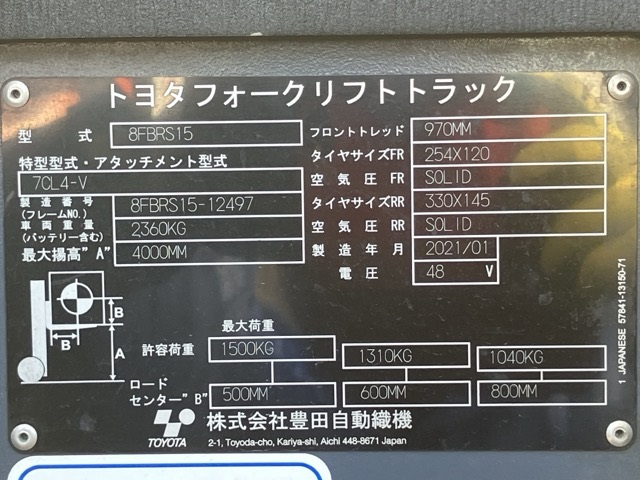 トヨタフォークリフトトラック
型 式 8FBRS15 フロントトレッド 970MM
特型型式・アタッチメント型式 タイヤサイズFR 254X120
7CL4-V 空気圧FR SOLID
製造番号 (フレームNO.) 8FBRS15-12497 タイヤサイズRR 330X145
車両重量 (バッテリー含む) 2360KG 空気圧RR SOLID
最大揚高"A" 4000MM 製造年月 2021/01
電圧 48 V
B
B
A
最大荷重
許容荷重 1500KG 1310KG 1040KG
ロード
センター"B" 500MM 600MM 800MM
TOYOTA 株式会社豊田自動織機
2-1, Toyoda-cho, Kariya-shi, Aichi 448-8671 Japan
1 JAPANESE 57841-13150-71